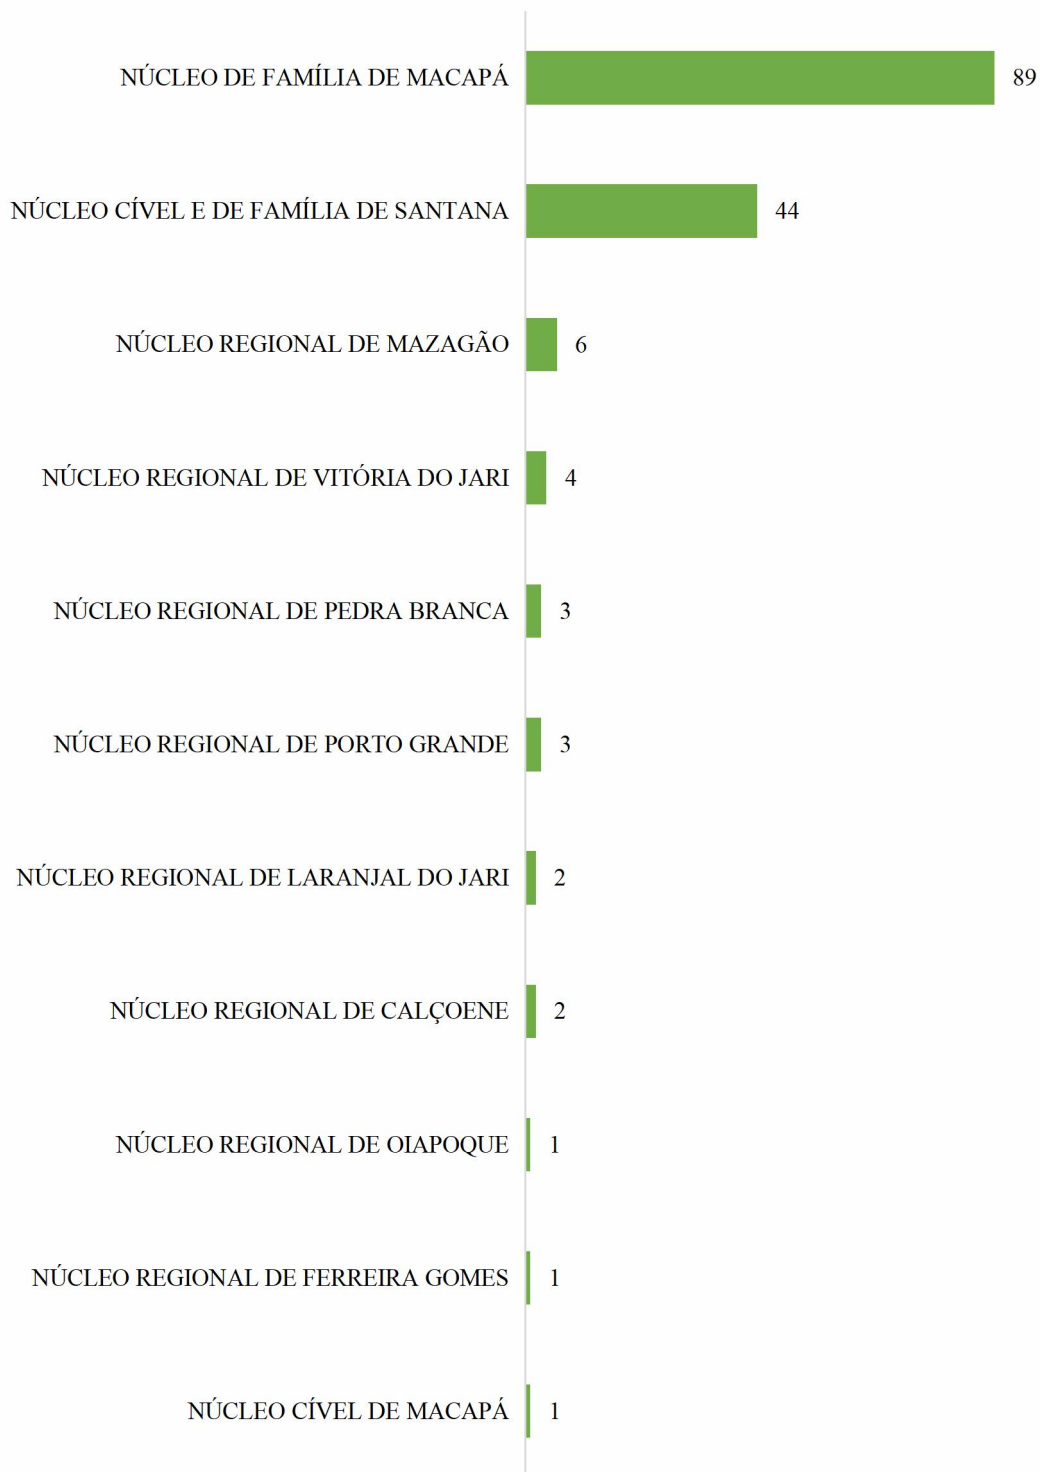 NÚCLEO DE FAMÍLIA DE MACAPÁ 89
NÚCLEO CÍVEL E DE FAMÍLIA DE SANTANA 44
NÚCLEO REGIONAL DE MAZAGÃO 6
NÚCLEO REGIONAL DE VITÓRIA DO JARI 4
NÚCLEO REGIONAL DE PEDRA BRANCA 3
NÚCLEO REGIONAL DE PORTO GRANDE 3
NÚCLEO REGIONAL DE LARANJAL DO JARI 2
NÚCLEO REGIONAL DE CALÇOENE 2
NÚCLEO REGIONAL DE OIAPOQUE 1
NÚCLEO REGIONAL DE FERREIRA GOMES 1
NÚCLEO CÍVEL DE MACAPÁ 1